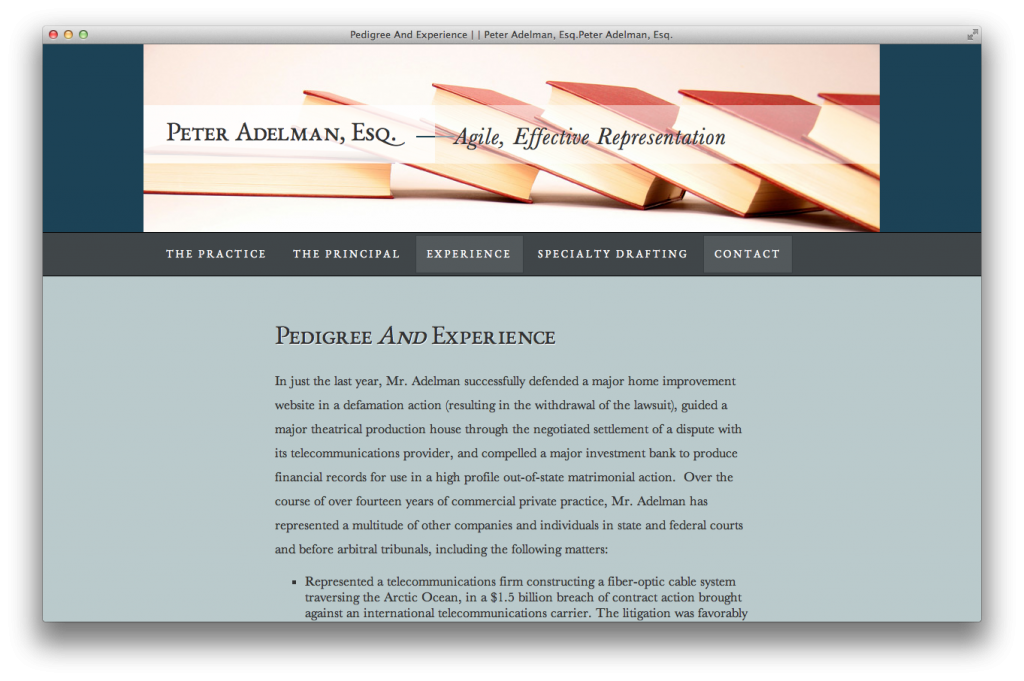 Pedigree And Experience | | Peter Adelman, Esq.Peter Adelman, Esq.
Peter Adelman, Esq. — Agile, Effective Representation
THE PRACTICE THE PRINCIPAL EXPERIENCE SPECIALTY DRAFTING CONTACT
Pedigree And Experience
In just the last year, Mr. Adelman successfully defended a major home improvement
website in a defamation action (resulting in the withdrawal of the lawsuit), guided a
major theatrical production house through the negotiated settlement of a dispute with
its telecommunications provider, and compelled a major investment bank to produce
financial records for use in a high profile out-of-state matrimonial action.  Over the
course of over fourteen years of commercial private practice, Mr. Adelman has
represented a multitude of other companies and individuals in state and federal courts
and before arbitral tribunals, including the following matters:
▪ Represented a telecommunications firm constructing a fiber-optic cable system
traversing the Arctic Ocean, in a $1.5 billion breach of contract action brought
against an international telecommunications carrier. The litigation was favorably